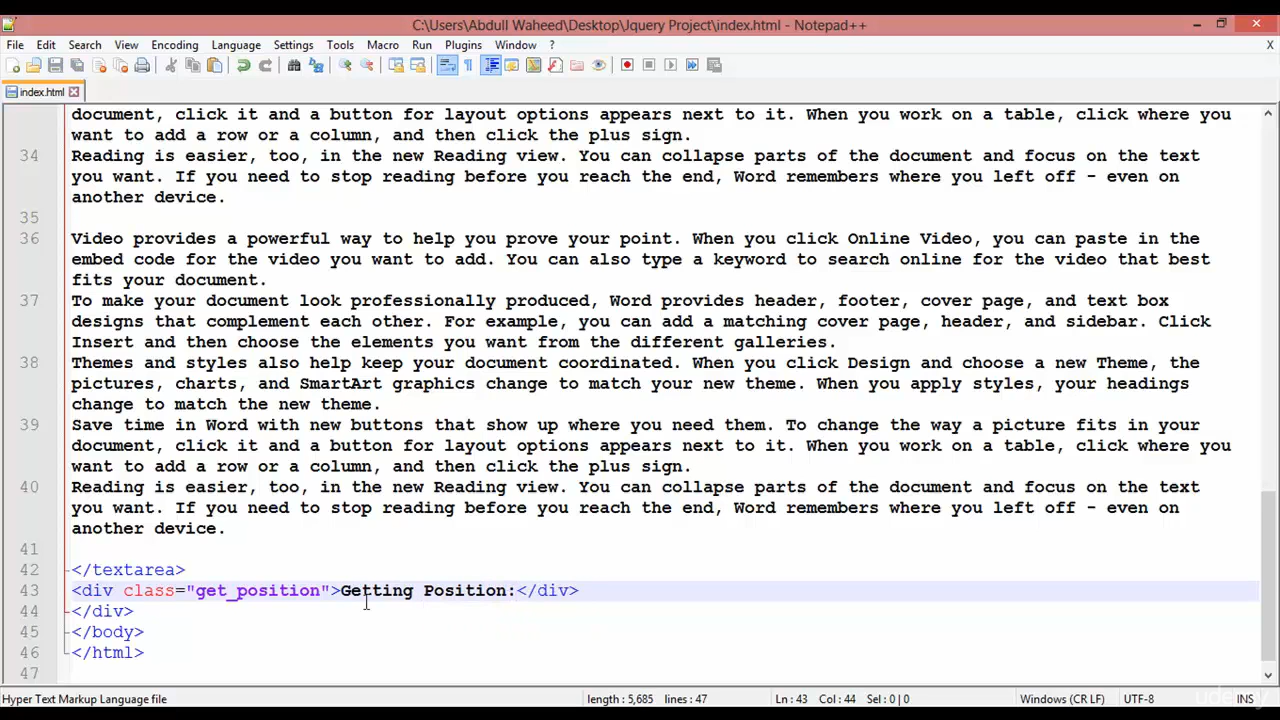 C:\Users\Abdull Waheed\Desktop\Jquery Project\index.html - Notepad++
File Edit Search View Encoding Language Settings Tools Macro Run Plugins Window ? X
index.html
document, click it and a button for layout options appears next to it. When you work on a table, click where you
want to add a row or a column, and then click the plus sign.
34 Reading is easier, too, in the new Reading view. You can collapse parts of the document and focus on the text
you want. If you need to stop reading before you reach the end, Word remembers where you left off - even on
another device.
35
36 Video provides a powerful way to help you prove your point. When you click Online Video, you can paste in the
embed code for the video you want to add. You can also type a keyword to search online for the video that best
fits your document.
37 To make your document look professionally produced, Word provides header, footer, cover page, and text box
designs that complement each other. For example, you can add a matching cover page, header, and sidebar. Click
Insert and then choose the elements you want from the different galleries.
38 Themes and styles also help keep your document coordinated. When you click Design and choose a new Theme, the
pictures, charts, and SmartArt graphics change to match your new theme. When you apply styles, your headings
change to match the new theme.
39 Save time in Word with new buttons that show up where you need them. To change the way a picture fits in your
document, click it and a button for layout options appears next to it. When you work on a table, click where you
want to add a row or a column, and then click the plus sign.
40 Reading is easier, too, in the new Reading view. You can collapse parts of the document and focus on the text
you want. If you need to stop reading before you reach the end, Word remembers where you left off - even on
another device.
41
42 </textarea>
43 <div class="get_position">Getting Position:</div>
44 </div>
45 </body>
46 </html>
47
Hyper Text Markup Language file length : 5,685 lines : 47 Ln : 43 Col : 44 Sel : 0 | 0 Windows (CR LF) UTF-8 INS
udemy